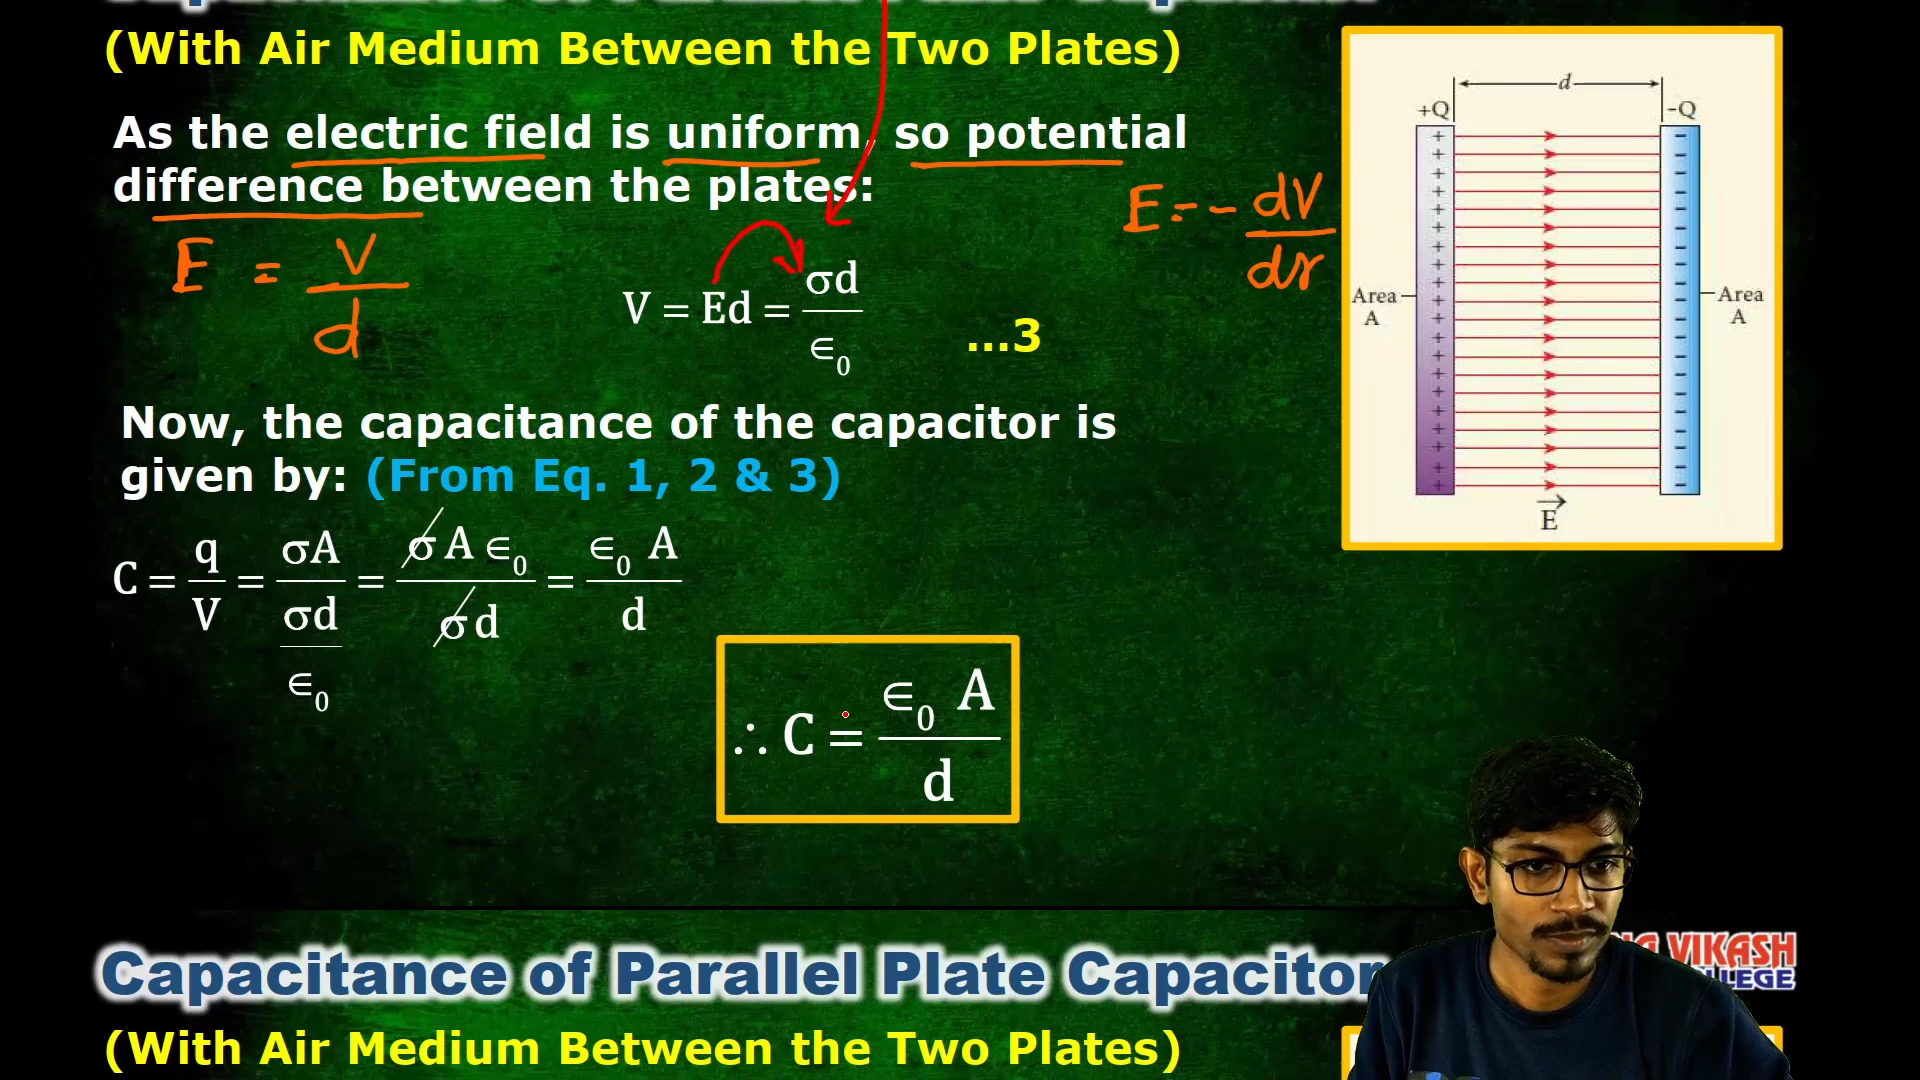 (With Air Medium Between the Two Plates)
As the electric field is uniform, so potential
difference between the plates:
E = V/d
V = Ed = σd/∈₀ ...3
E = - dV/dr
Now, the capacitance of the capacitor is
given by: (From Eq. 1, 2 & 3)
C = q/V = σA/(σd/∈₀) = σA∈₀/σd = ∈₀ A/d
∴ C = ∈₀ A/d
d
+Q -Q
Area A
Area A
E
Capacitance of Parallel Plate Capacitor
VIKASH
(With Air Medium Between the Two Plates)